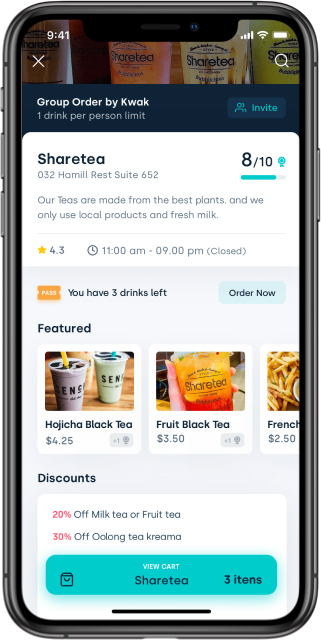 9:41
Group Order by Kwak
1 drink per person limit
Invite
Sharetea
8/10
032 Hamill Rest Suite 652
Our Teas are made from the best plants. and we
only use local products and fresh milk.
4.3
11:00 am - 09.00 pm (Closed)
PASS
You have 3 drinks left
Order Now
Featured
SENS
SEN
Sharetea
Hojicha Black Tea
$4.25
+1
Fruit Black Tea
$3.50
+1
French
$2.50
Discounts
20% Off Milk tea or Fruit tea
30% Off Oolong tea kreama
VIEW CART
Sharetea
3 itens